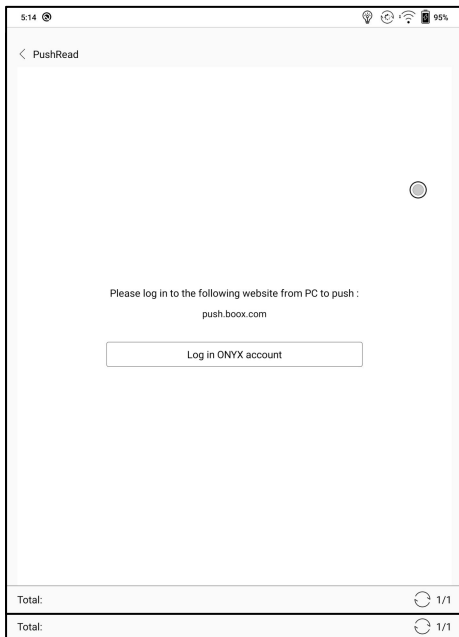 5:14 95%
PushRead
Please log in to the following website from PC to push :
push.boox.com
Log in ONYX account
Total: 1/1
Total: 1/1